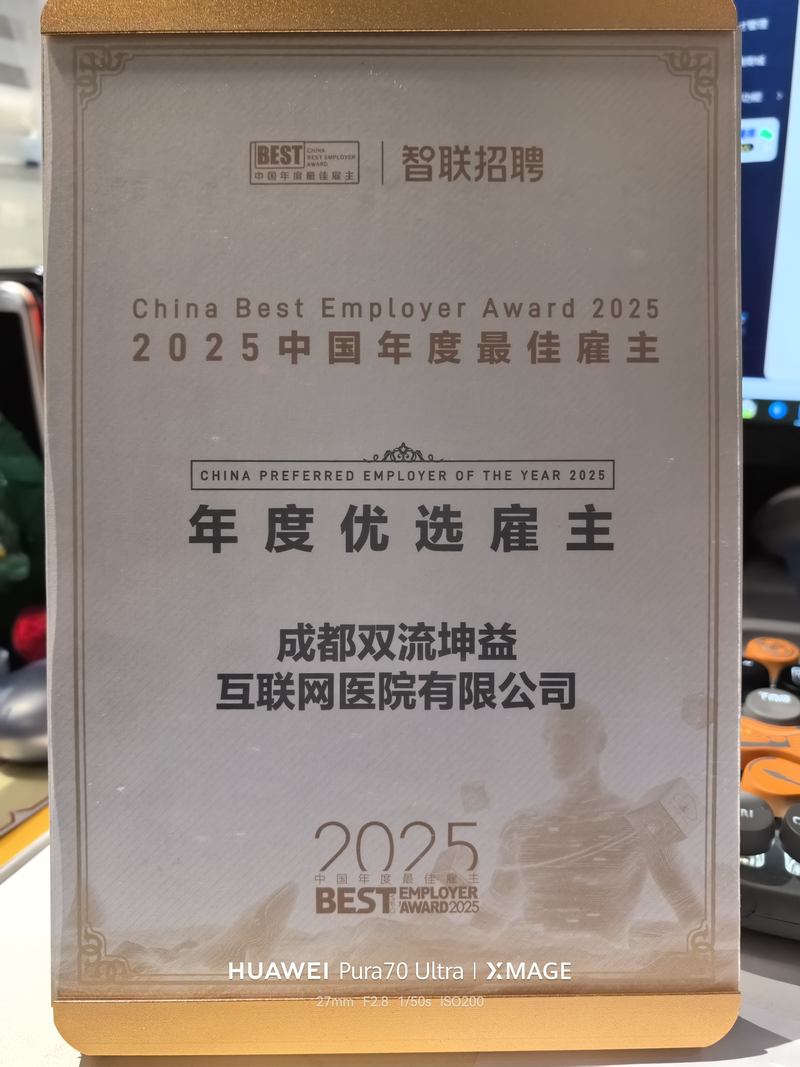 BEST
CHINA
BEST EMPLOYER
AWARD
中国年度最佳雇主
智联招聘
China Best Employer Award 2025
2025中国年度最佳雇主
CHINA PREFERRED EMPLOYER OF THE YEAR 2025
年度优选雇主
成都双流坤益
互联网医院有限公司
2025
中国年度最佳雇主
BEST EMPLOYER
AWARD2025
HUAWEI Pura70 Ultra | XMAGE
27mm F2.8 1/50s ISO200